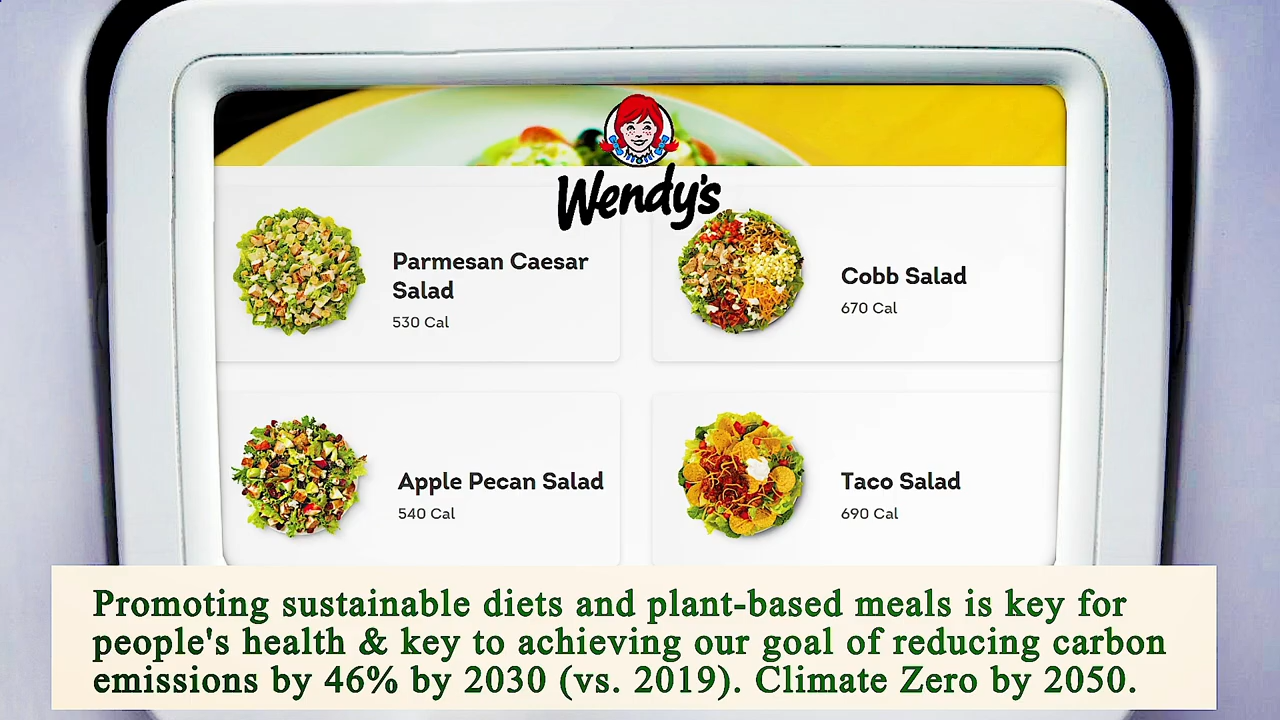 Wendy's
Parmesan Caesar
Salad
530 Cal
Cobb Salad
670 Cal
Apple Pecan Salad
540 Cal
Taco Salad
690 Cal
Promoting sustainable diets and plant-based meals is key for
people's health & key to achieving our goal of reducing carbon
emissions by 46% by 2030 (vs. 2019). Climate Zero by 2050.